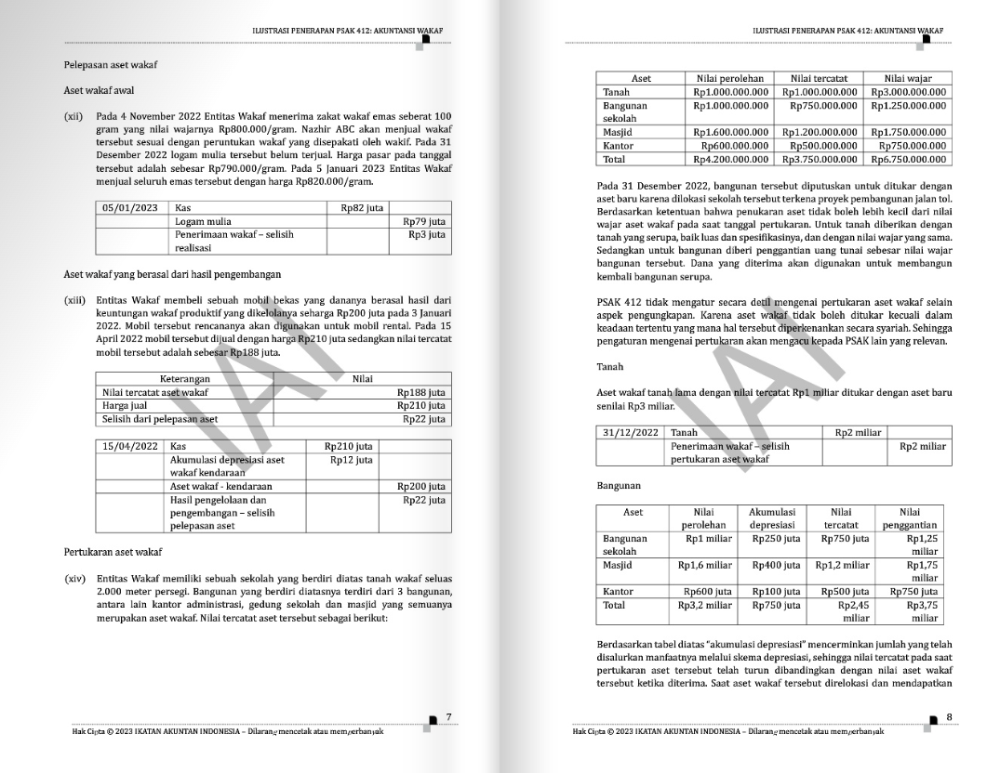 ILUSTRASI PENERAPAN PSAK 412: AKUNTANSI WAKAF
Pelepasan aset wakaf
Aset wakaf awal
(xii) Pada 4 November 2022 Entitas Wakaf menerima zakat wakaf emas seberat 100
gram yang nilai wajarnya Rp800.000/gram. Nazhir ABC akan menjual wakaf
tersebut sesuai dengan peruntukan wakaf yang disepakati oleh wakif. Pada 31
Desember 2022 logam mulia tersebut belum terjual. Harga pasar pada tanggal
tersebut adalah sebesar Rp790.000/gram. Pada 5 Januari 2023 Entitas Wakaf
menjual seluruh emas tersebut dengan harga Rp820.000/gram.
05/01/2023 Kas Rp82 juta
Logam mulia Rp79 juta
Penerimaan wakaf – selisih Rp3 juta
realisasi
Aset wakaf yang berasal dari hasil pengembangan
(xiii) Entitas Wakaf membeli sebuah mobil bekas yang dananya berasal hasil dari
keuntungan wakaf produktif yang dikelolanya seharga Rp200 juta pada 3 Januari
2022. Mobil tersebut rencananya akan digunakan untuk mobil rental. Pada 15
April 2022 mobil tersebut dijual dengan harga Rp210 juta sedangkan nilai tercatat
mobil tersebut adalah sebesar Rp188 juta.
Keterangan Nilai
Nilai tercatat aset wakaf Rp188 juta
Harga jual Rp210 juta
Selisih dari pelepasan aset Rp22 juta
15/04/2022 Kas Rp210 juta
Akumulasi depresiasi aset Rp12 juta
wakaf kendaraan
Aset wakaf - kendaraan Rp200 juta
Hasil pengelolaan dan Rp22 juta
pengembangan – selisih
pelepasan aset
Pertukaran aset wakaf
(xiv) Entitas Wakaf memiliki sebuah sekolah yang berdiri diatas tanah wakaf seluas
2.000 meter persegi. Bangunan yang berdiri diatasnya terdiri dari 3 bangunan,
antara lain kantor administrasi, gedung sekolah dan masjid yang semuanya
merupakan aset wakaf. Nilai tercatat aset tersebut sebagai berikut:
IAI
7
Hak Cipta © 2023 IKATAN AKUNTAN INDONESIA – Dilarang mencetak atau memperbanyak
ILUSTRASI PENERAPAN PSAK 412: AKUNTANSI WAKAF
Aset Nilai perolehan Nilai tercatat Nilai wajar
Tanah Rp1.000.000.000 Rp1.000.000.000 Rp3.000.000.000
Bangunan Rp1.000.000.000 Rp750.000.000 Rp1.250.000.000
sekolah
Masjid Rp1.600.000.000 Rp1.200.000.000 Rp1.750.000.000
Kantor Rp600.000.000 Rp500.000.000 Rp750.000.000
Total Rp4.200.000.000 Rp3.750.000.000 Rp6.750.000.000
Pada 31 Desember 2022, bangunan tersebut diputuskan untuk ditukar dengan
aset baru karena dilokasi sekolah tersebut terkena proyek pembangunan jalan tol.
Berdasarkan ketentuan bahwa penukaran aset tidak boleh lebih kecil dari nilai
wajar aset wakaf pada saat tanggal pertukaran. Untuk tanah diberikan dengan
tanah yang serupa, baik luas dan spesifikasinya, dan dengan nilai wajar yang sama.
Sedangkan untuk bangunan diberi penggantian uang tunai sebesar nilai wajar
bangunan tersebut. Dana yang diterima akan digunakan untuk membangun
kembali bangunan serupa.
PSAK 412 tidak mengatur secara detil mengenai pertukaran aset wakaf selain
aspek pengungkapan. Karena aset wakaf tidak boleh ditukar kecuali dalam
keadaan tertentu yang mana hal tersebut diperkenankan secara syariah. Sehingga
pengaturan mengenai pertukaran akan mengacu kepada PSAK lain yang relevan.
Tanah
Aset wakaf tanah lama dengan nilai tercatat Rp1 miliar ditukar dengan aset baru
senilai Rp3 miliar.
31/12/2022 Tanah Rp2 miliar
Penerimaan wakaf – selisih Rp2 miliar
pertukaran aset wakaf
Bangunan
Aset Nilai Akumulasi Nilai Nilai
perolehan depresiasi tercatat penggantian
Bangunan Rp1 miliar Rp250 juta Rp750 juta Rp1,25
sekolah miliar
Masjid Rp1,6 miliar Rp400 juta Rp1,2 miliar Rp1,75
miliar
Kantor Rp600 juta Rp100 juta Rp500 juta Rp750 juta
Total Rp3,2 miliar Rp750 juta Rp2,45 Rp3,75
miliar miliar
Berdasarkan tabel diatas “akumulasi depresiasi” mencerminkan jumlah yang telah
disalurkan manfaatnya melalui skema depresiasi, sehingga nilai tercatat pada saat
pertukaran aset tersebut telah turun dibandingkan dengan nilai aset wakaf
tersebut ketika diterima. Saat aset wakaf tersebut direlokasi dan mendapatkan
IAI
8
Hak Cipta © 2023 IKATAN AKUNTAN INDONESIA – Dilarang mencetak atau memperbanyak